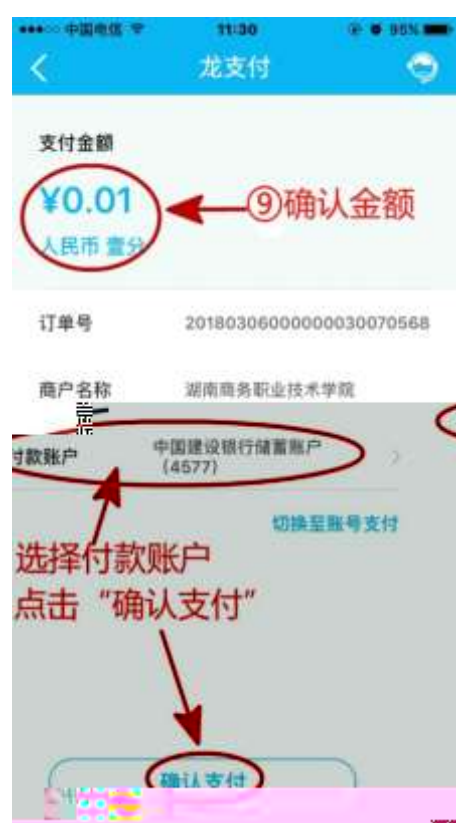 中国电信 11:30 95%
龙支付
支付金额
¥0.01
⑨确认金额
人民币 壹分
订单号 20180306000000030070568
商户名称 湖南商务职业技术学院
付款账户 中国建设银行储蓄账户
(4577)
切换至账号支付
选择付款账户
点击“确认支付”
确认支付